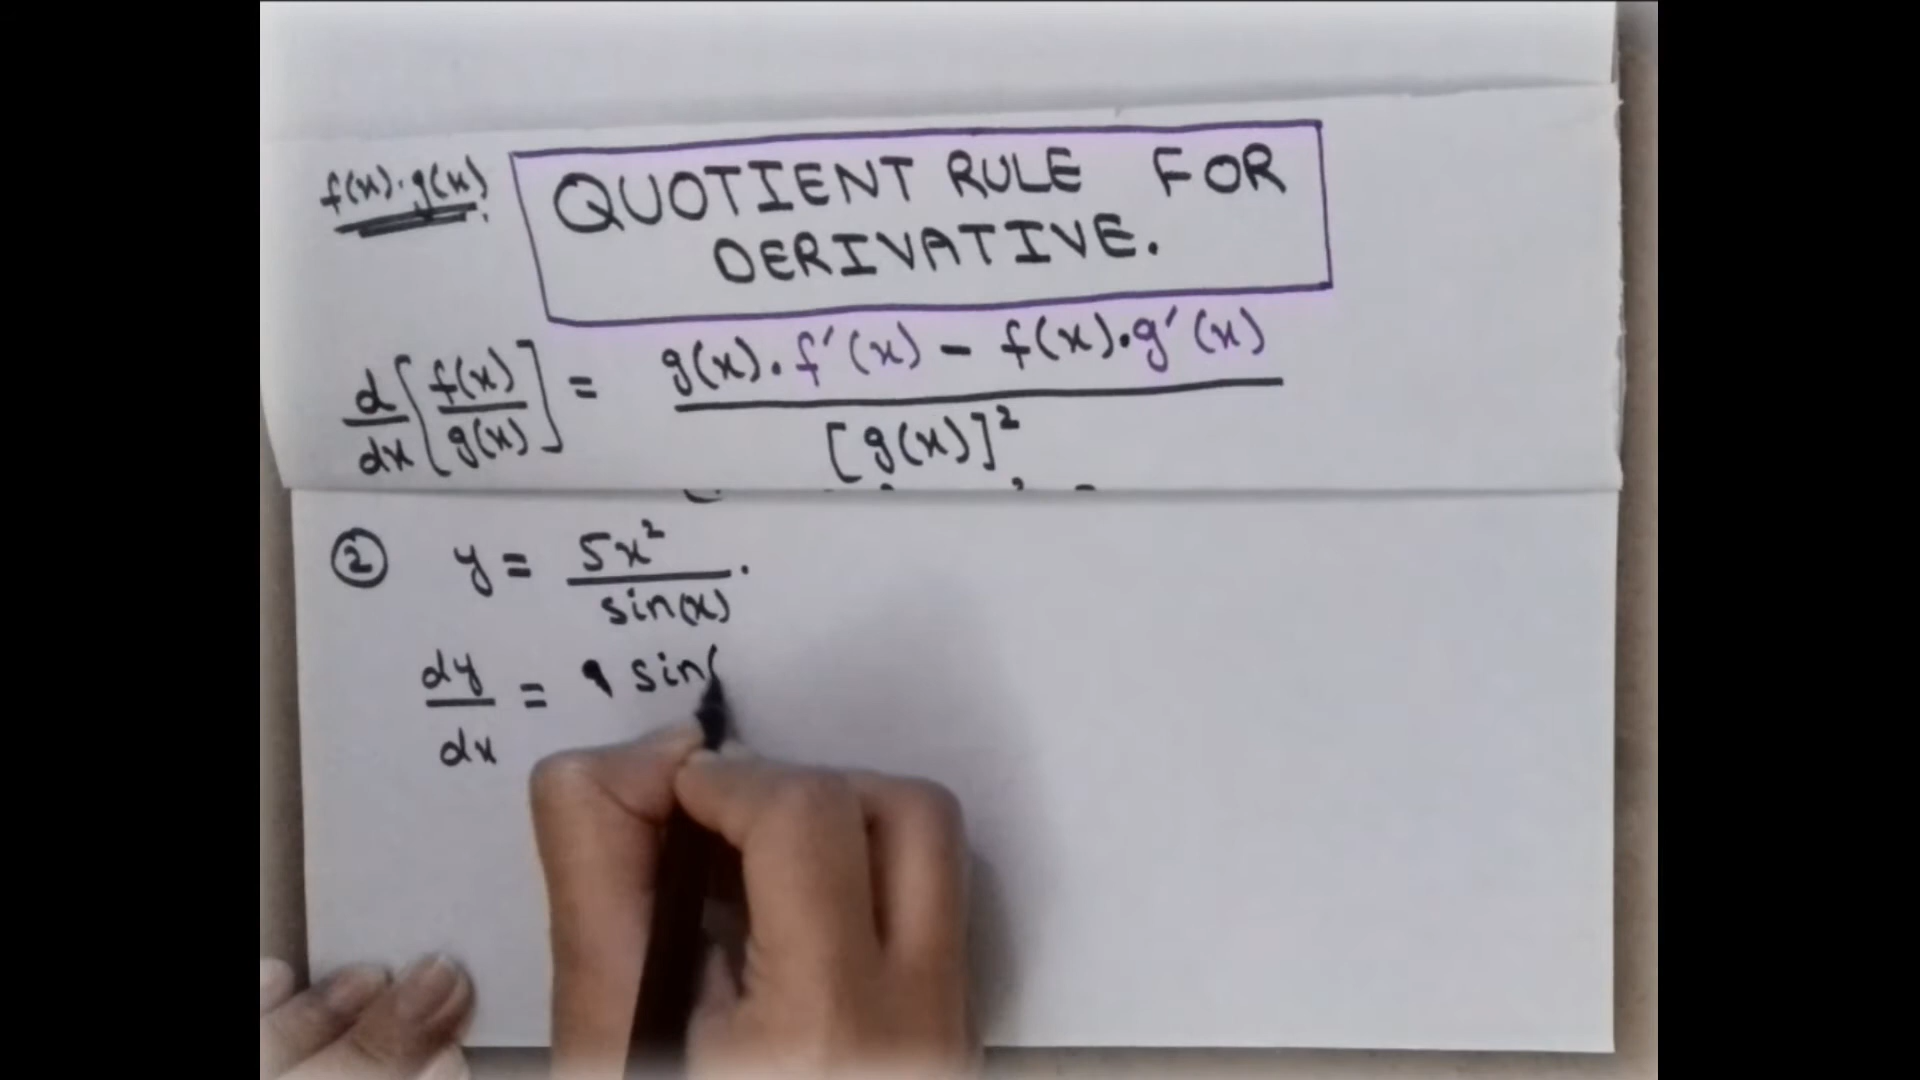 f(x)·g(x)
QUOTIENT RULE FOR
DERIVATIVE.
d/dx [f(x)/g(x)] = g(x)·f′(x) – f(x)·g′(x) / [g(x)]²
② y = 5x²/sin(x).
dy/dx = sin(